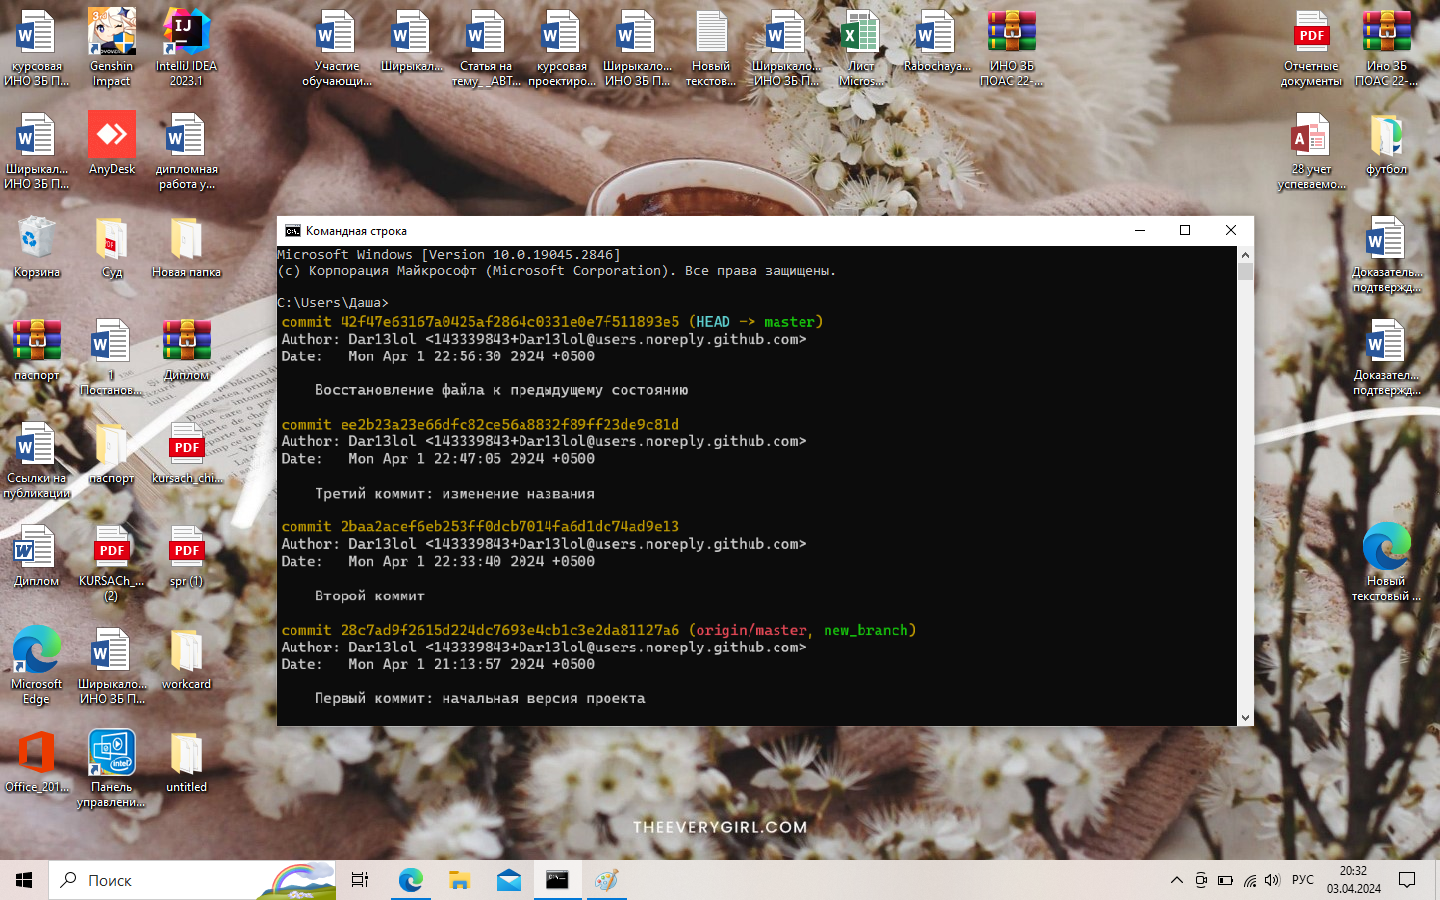 курсовая
ИНО ЗБ П...
Genshin
Impact
IntelliJ IDEA
2023.1
Участие
обучающи...
Ширыкал...
Статья на
тему_ _АВТ...
курсовая
проектиро...
Ширыкало...
ИНО ЗБ П...
Новый
текстов...
Ширыкало...
ИНО ЗБ П...
Лист
Micros...
Rabochaya...
ИНО ЗБ
ПОАС 22-...
Отчетные
документы
Ино ЗБ
ПОАС 22-...
Ширыкал...
ИНО ЗБ П...
AnyDesk
дипломная
работа у...
28 учет
успеваемо...
футбол
Корзина
Суд
Новая папка
Доказатель...
подтвержд...
паспорт
1
Постанов...
Диплом
Доказател...
подтвержд...
Ссылки на
публикации
паспорт
kursach_chi...
Диплом
KURSACh_...
(2)
spr (1)
Новый
текстовый ...
Microsoft
Edge
Ширыкало...
ИНО ЗБ П...
workcard
Office_201...
Панель
управлени...
untitled
Командная строка
Microsoft Windows [Version 10.0.19045.2846]
(c) Корпорация Майкрософт (Microsoft Corporation). Все права защищены.
C:\Users\Даша>
commit 42f47e63167a0425af2864c0331e0e7f511893e5 (HEAD -> master)
Author: Dar13lol <143339843+Dar13lol@users.noreply.github.com>
Date:   Mon Apr 1 22:56:30 2024 +0500
Восстановление файла к предыдущему состоянию
commit ee2b23a23e66dfc82ce56a8832f89ff23de9c81d
Author: Dar13lol <143339843+Dar13lol@users.noreply.github.com>
Date:   Mon Apr 1 22:47:05 2024 +0500
Третий коммит: изменение названия
commit 2baa2acef6eb253ff0dcb7014fa6d1dc74ad9e13
Author: Dar13lol <143339843+Dar13lol@users.noreply.github.com>
Date:   Mon Apr 1 22:33:40 2024 +0500
Второй коммит
commit 28c7ad9f2615d224dc7693e4cb1c3e2da81127a6 (origin/master, new_branch)
Author: Dar13lol <143339843+Dar13lol@users.noreply.github.com>
Date:   Mon Apr 1 21:13:57 2024 +0500
Первый коммит: начальная версия проекта
THEEVERYGIRL.COM
Поиск
РУС
20:32
03.04.2024